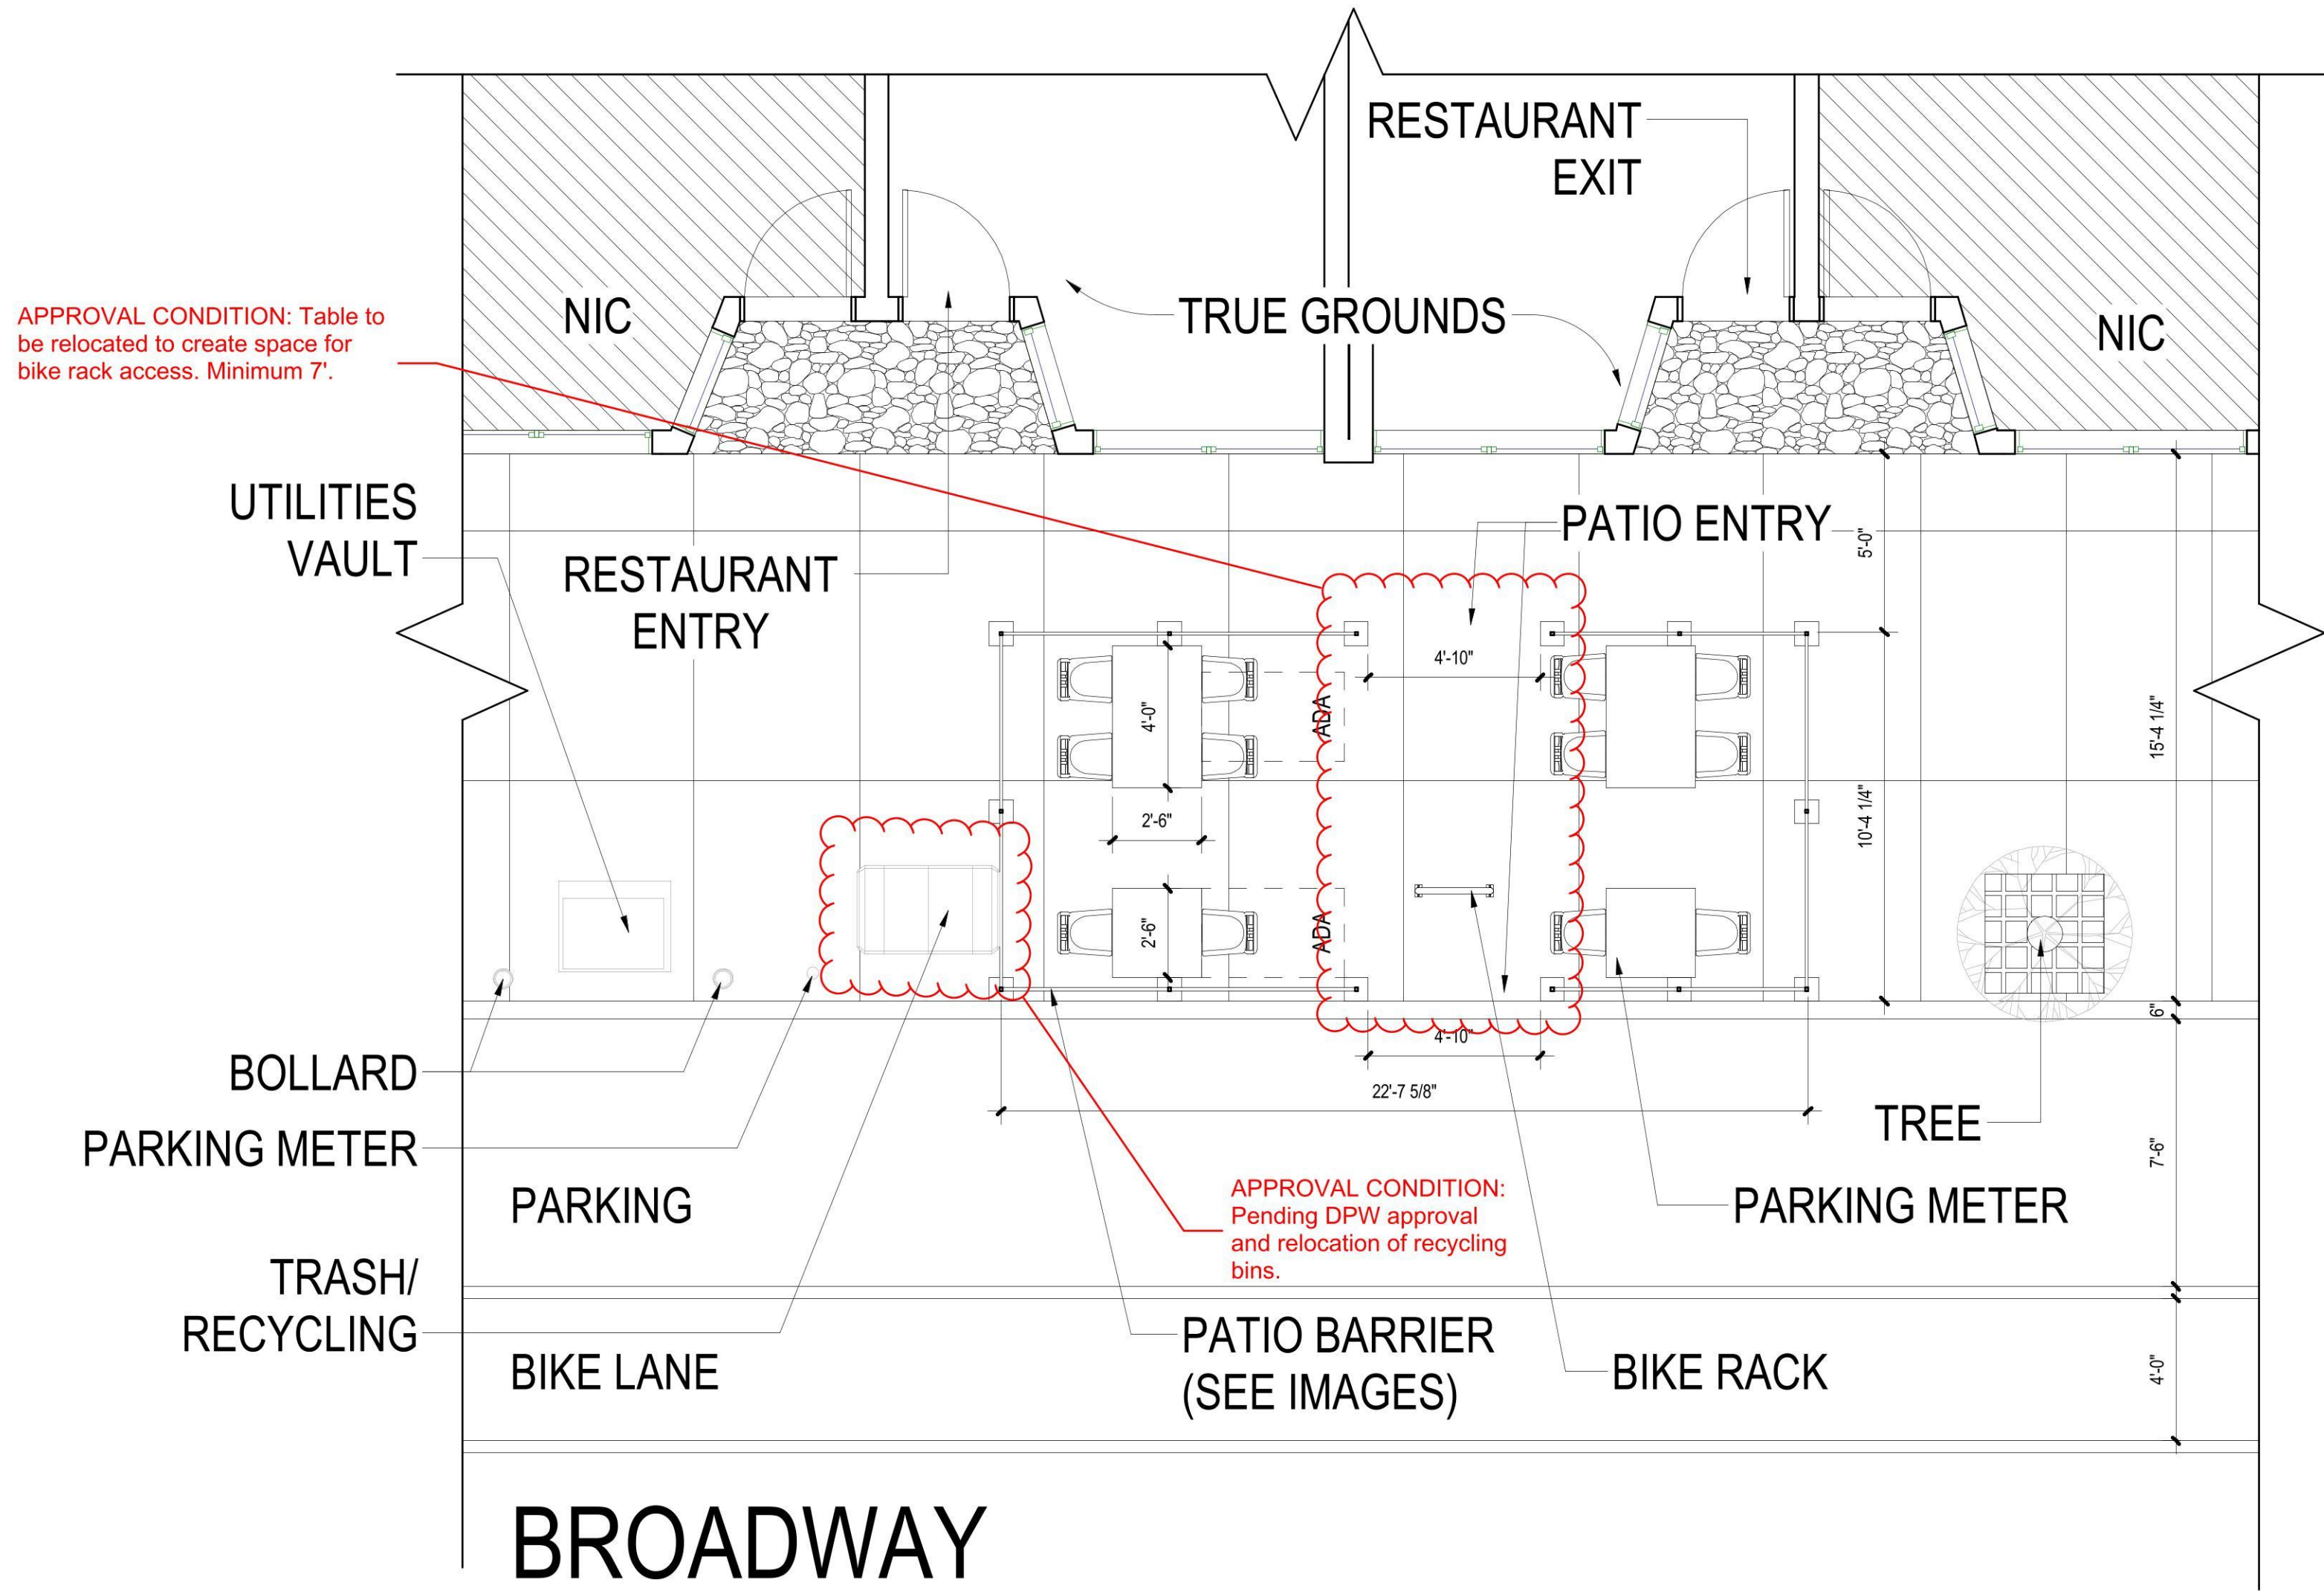 RESTAURANT
EXIT
APPROVAL CONDITION: Table to
be relocated to create space for
bike rack access. Minimum 7'.
NIC
TRUE GROUNDS
NIC
UTILITIES
VAULT
RESTAURANT
ENTRY
PATIO ENTRY
5'-0"
4'-10"
4'-0"
ADA
15'-4 1/4"
2'-6"
10'-4 1/4"
2'-6"
ADA
6"
4'-10"
BOLLARD
22'-7 5/8"
TREE
PARKING METER
7'-6"
PARKING
APPROVAL CONDITION:
Pending DPW approval
and relocation of recycling
bins.
PARKING METER
TRASH/
RECYCLING
PATIO BARRIER
(SEE IMAGES)
BIKE LANE
BIKE RACK
4'-0"
BROADWAY